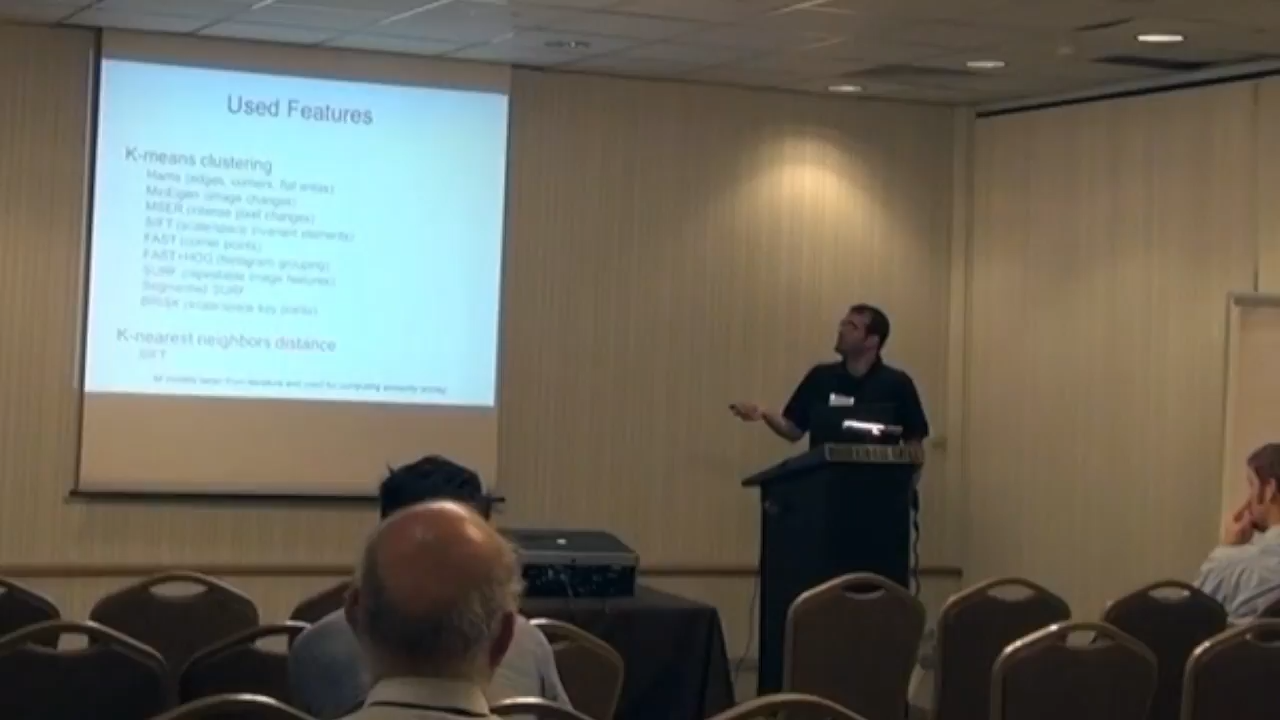 Used Features
K-means clustering
Harris (edges, corners, flat areas)
MinEigen (image changes)
MSER (intense pixel changes)
SIFT (scale/space invariant elements)
FAST (corner points)
FAST+HOG (histogram grouping)
SURF (repeatable image features)
Segmented SURF
BRISK (scale/space key points)
K-nearest neighbors distance
SIFT